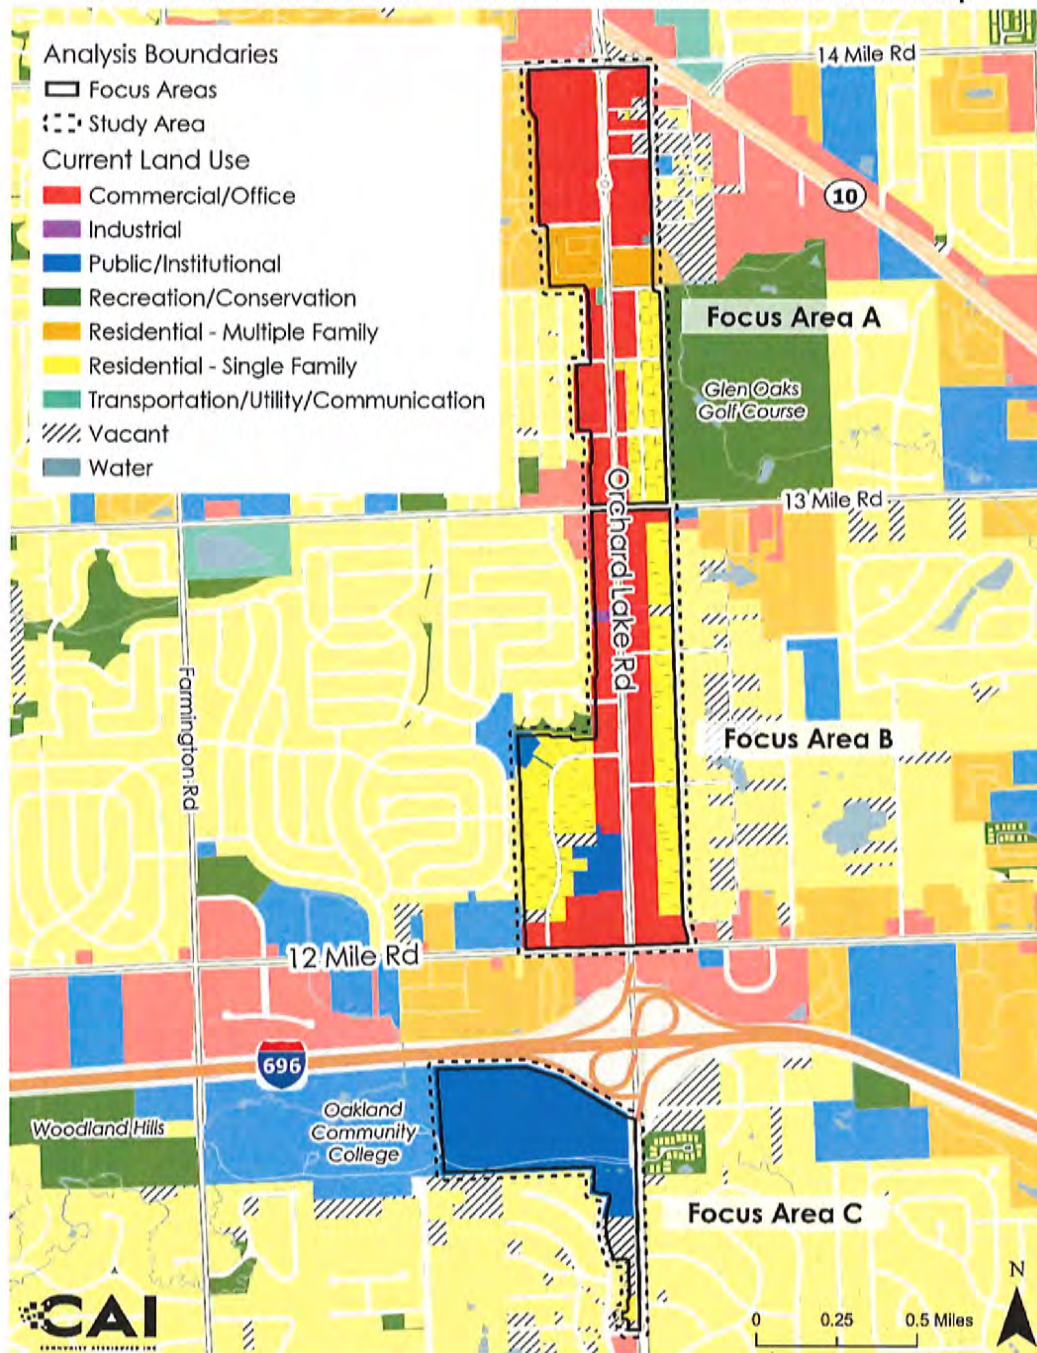 Analysis Boundaries
Focus Areas
Study Area
Current Land Use
Commercial/Office
Industrial
Public/Institutional
Recreation/Conservation
Residential - Multiple Family
Residential - Single Family
Transportation/Utility/Communication
Vacant
Water
14 Mile Rd
10
Focus Area A
Glen Oaks
Golf Course
Orchard Lake Rd
13 Mile Rd
Farmington Rd
Focus Area B
12 Mile Rd
696
Woodland Hills
Oakland
Community
College
Focus Area C
N
0 0.25 0.5 Miles
CAI
COMMUNITY ATTRIBUTES INC